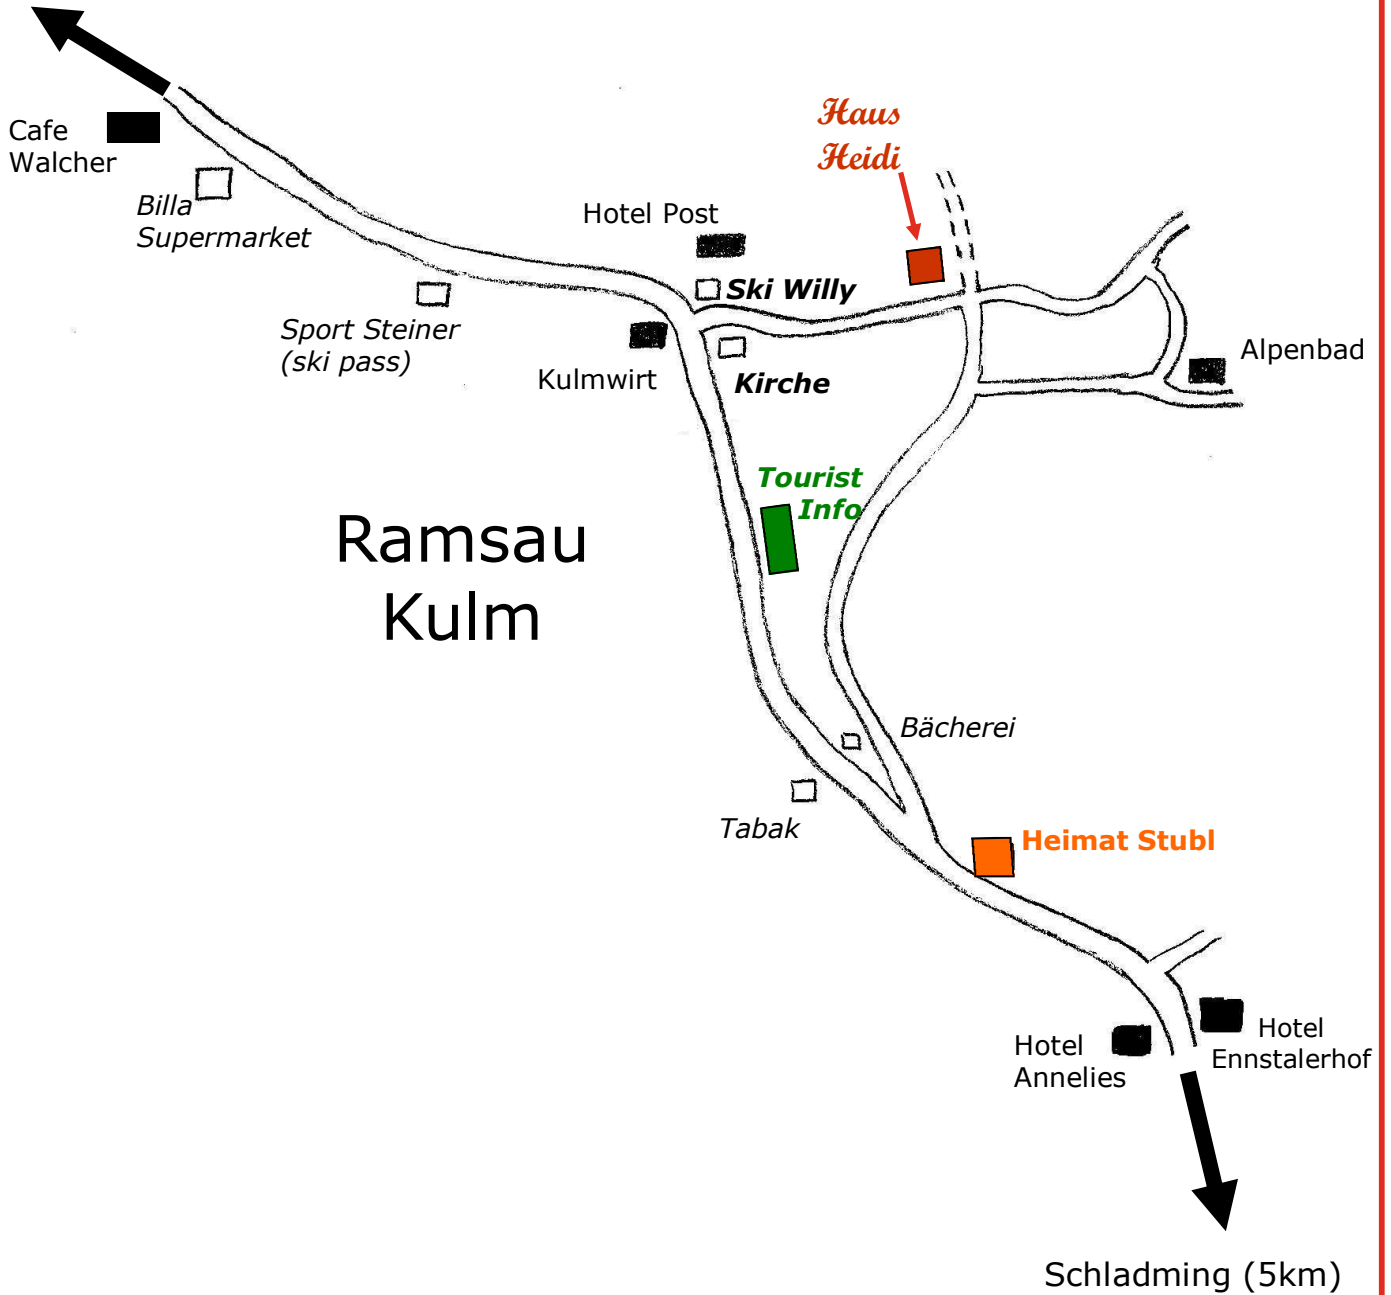 Haus
Heidi
Cafe
Walcher
Billa
Supermarket
Hotel Post
Ski Willy
Sport Steiner
(ski pass)
Kulmwirt
Kirche
Alpenbad
Tourist
Info
Ramsau
Kulm
Bächerei
Tabak
Heimat Stubl
Hotel
Annelies
Hotel
Ennstalerhof
Schladming (5km)